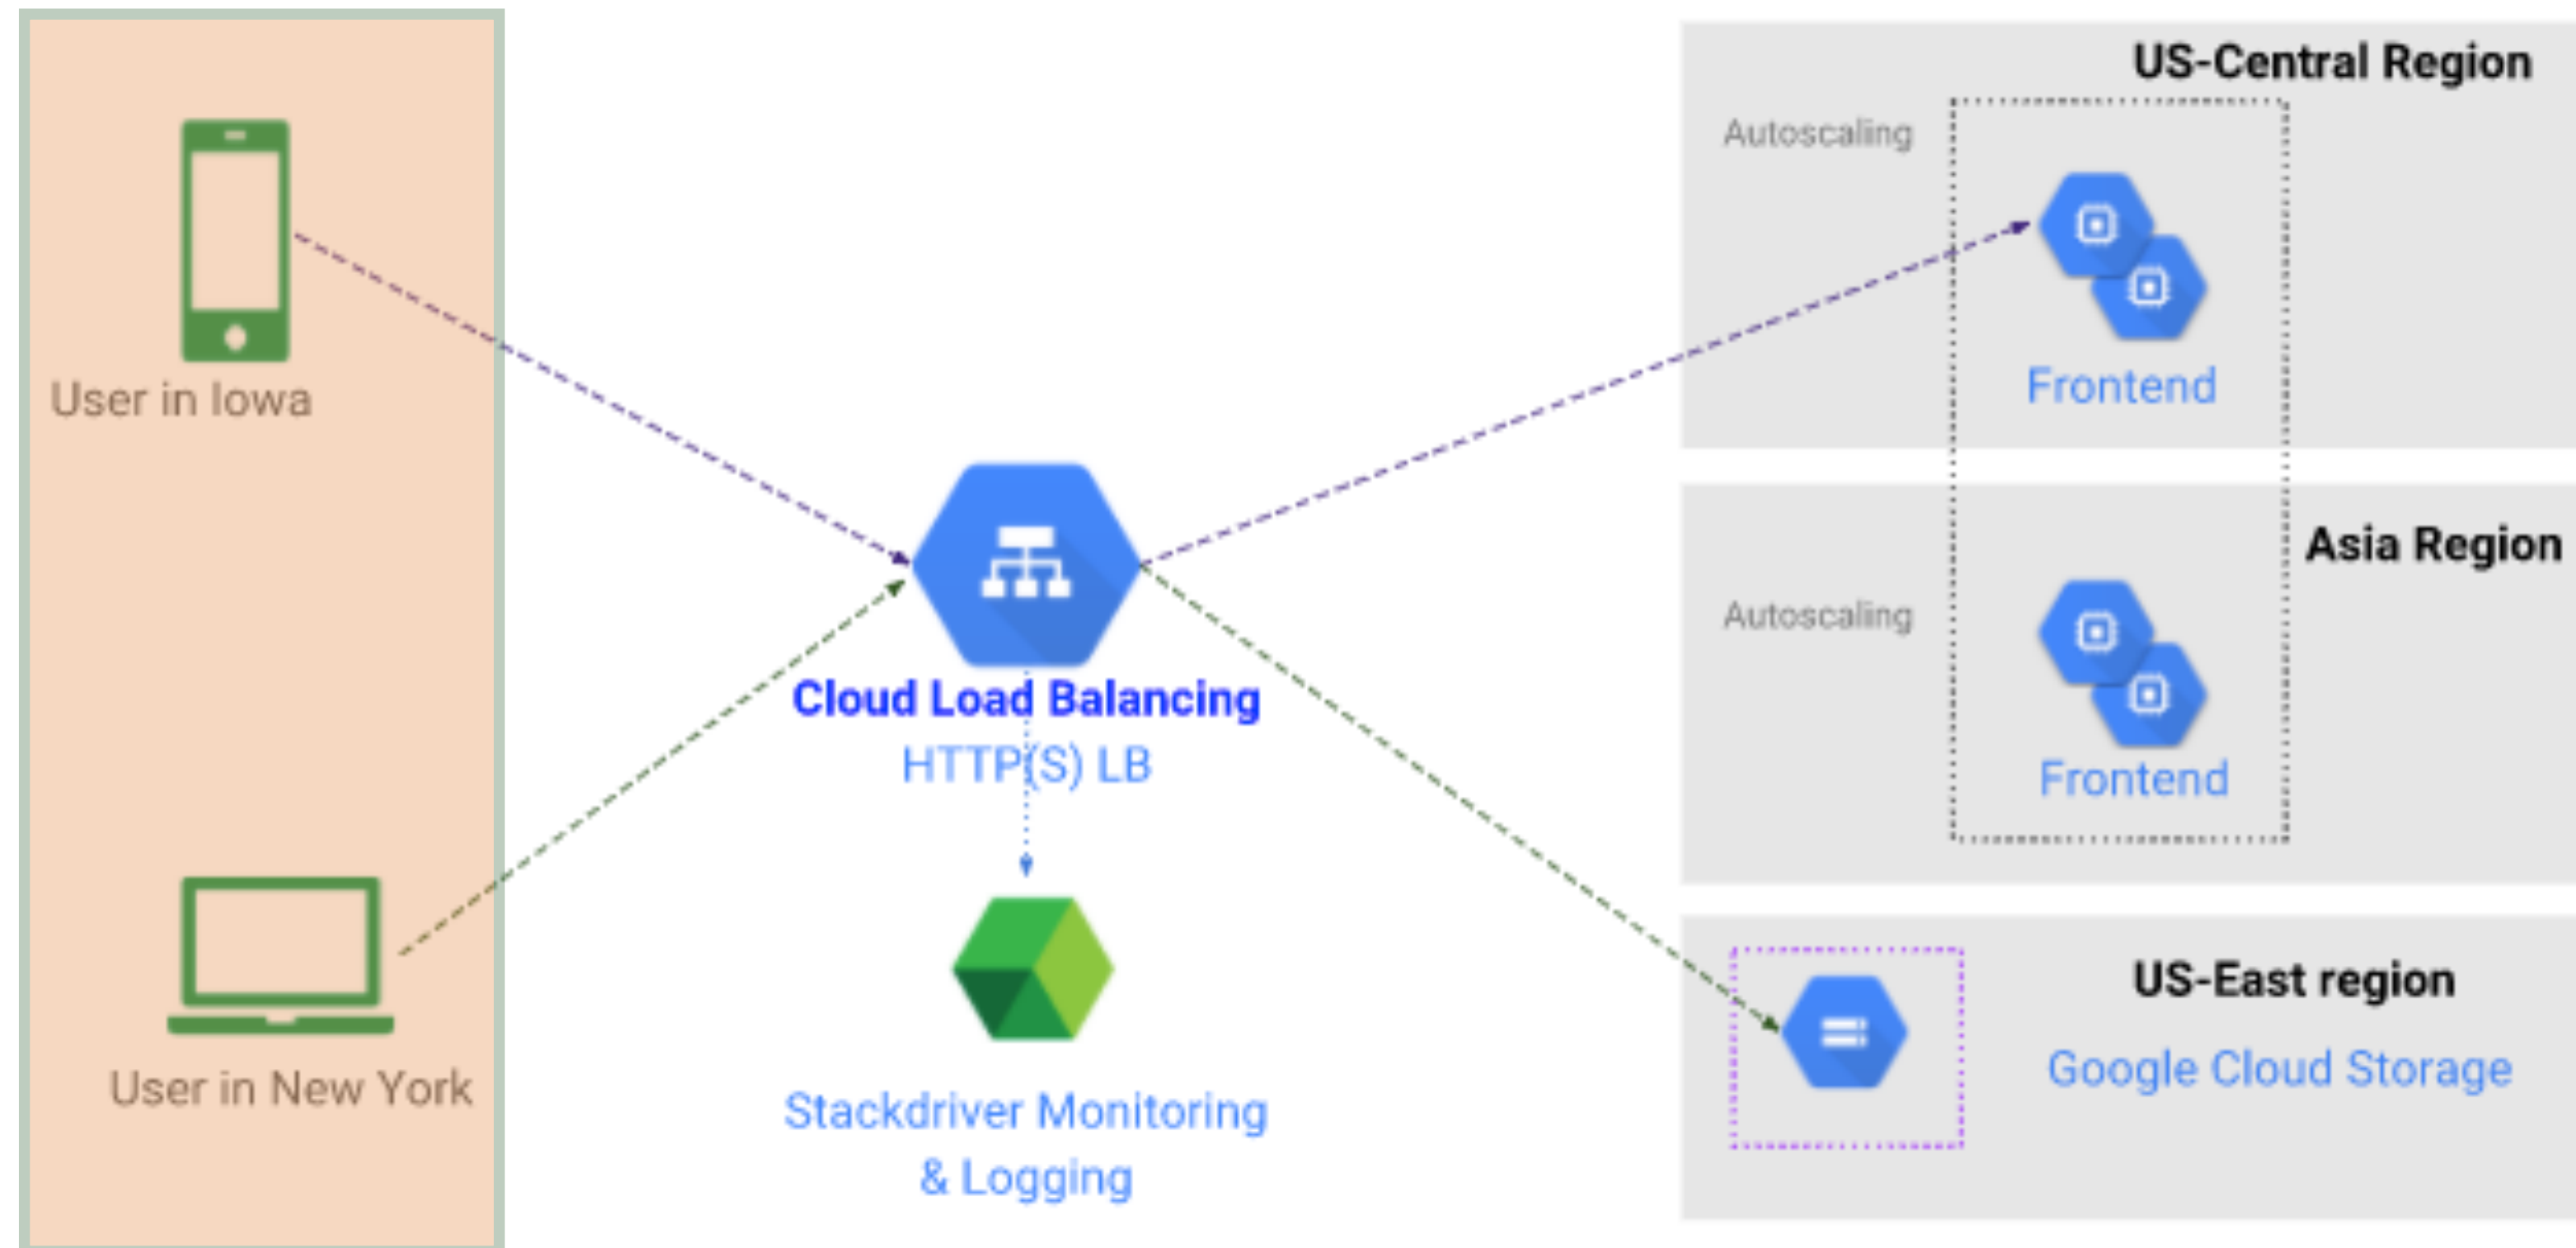 US-Central Region
Autoscaling
User in Iowa
Frontend
Asia Region
Autoscaling
Cloud Load Balancing
HTTP(S) LB
Frontend
US-East region
Google Cloud Storage
User in New York
Stackdriver Monitoring
& Logging